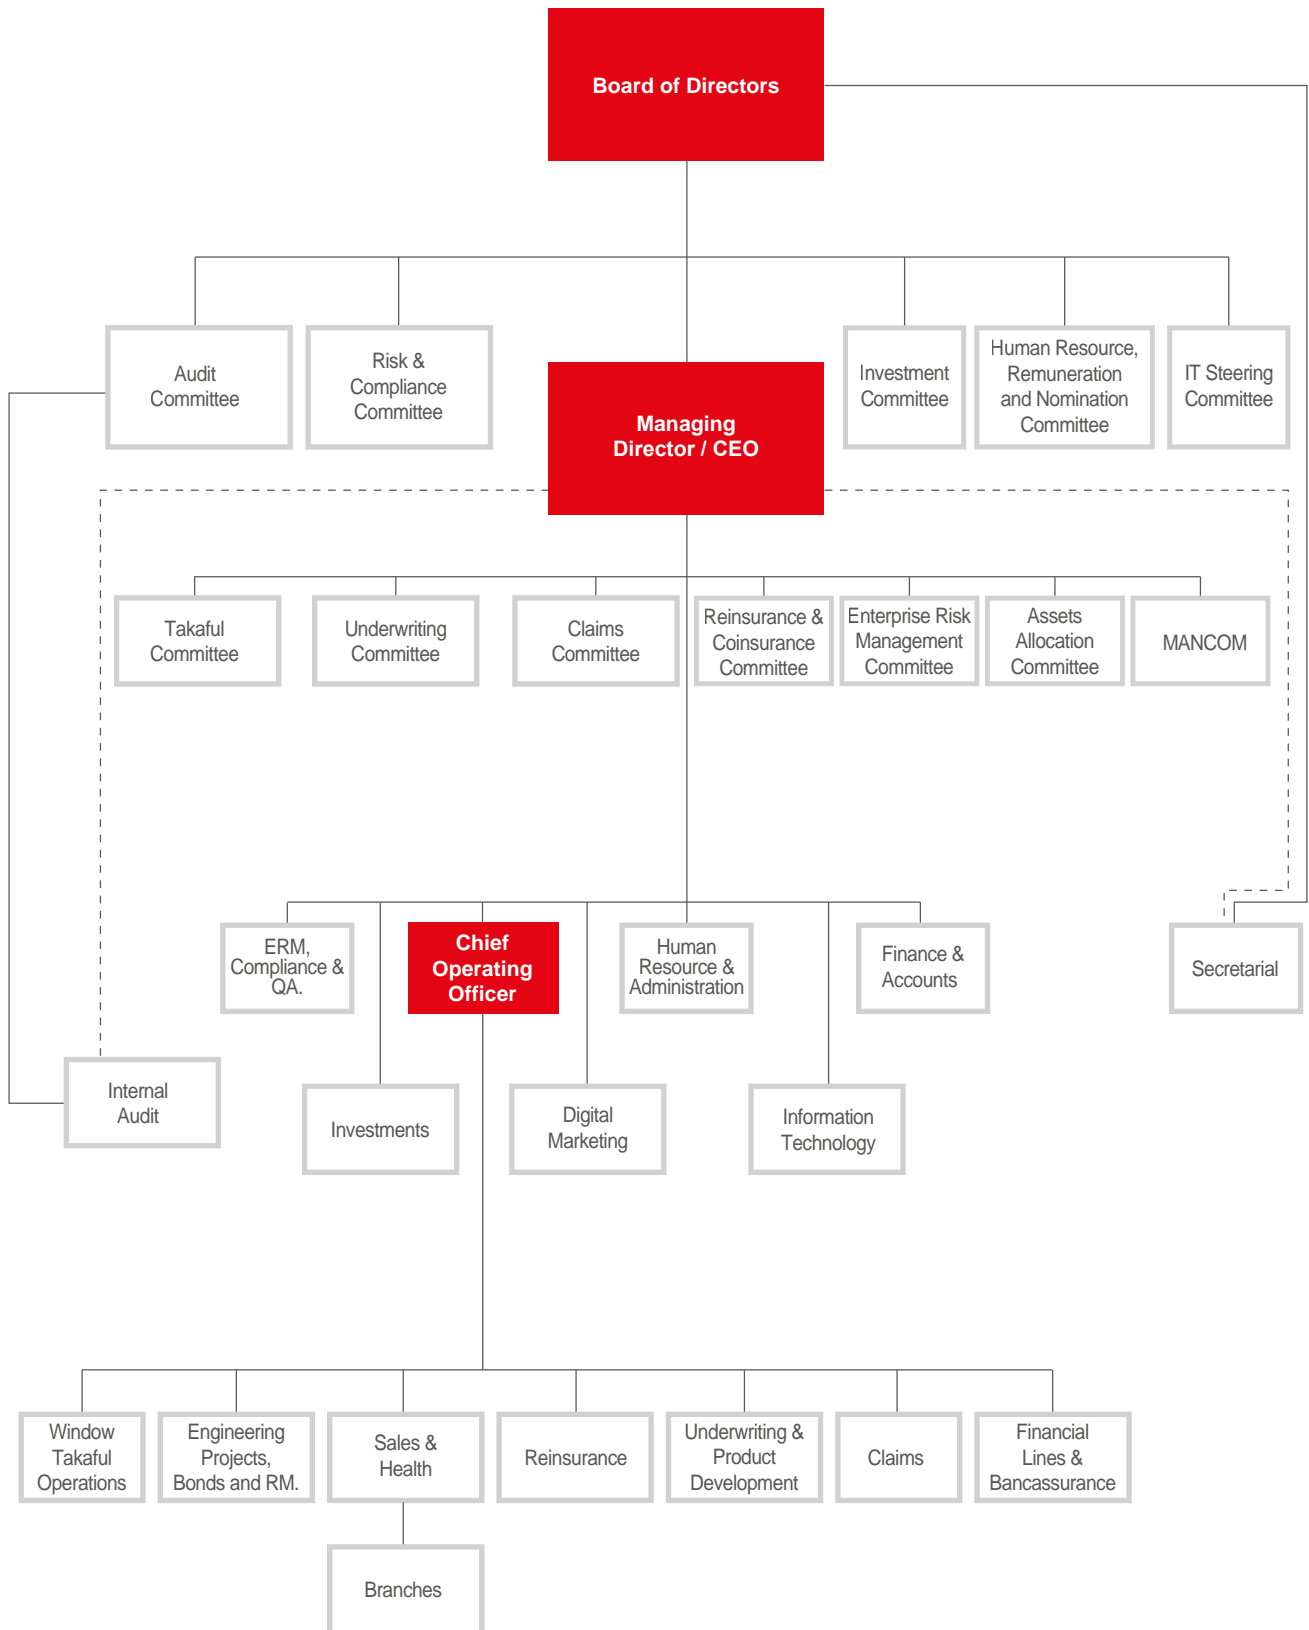 Board of Directors
Audit
Committee
Risk &
Compliance
Committee
Investment
Committee
Human Resource,
Remuneration
and Nomination
Committee
IT Steering
Committee
Managing
Director / CEO
Takaful
Committee
Underwriting
Committee
Claims
Committee
Reinsurance &
Coinsurance
Committee
Enterprise Risk
Management
Committee
Assets
Allocation
Committee
MANCOM
ERM,
Compliance &
QA.
Chief
Operating
Officer
Human
Resource &
Administration
Finance &
Accounts
Secretarial
Internal
Audit
Investments
Digital
Marketing
Information
Technology
Window
Takaful
Operations
Engineering
Projects,
Bonds and RM.
Sales &
Health
Reinsurance
Underwriting &
Product
Development
Claims
Financial
Lines &
Bancassurance
Branches